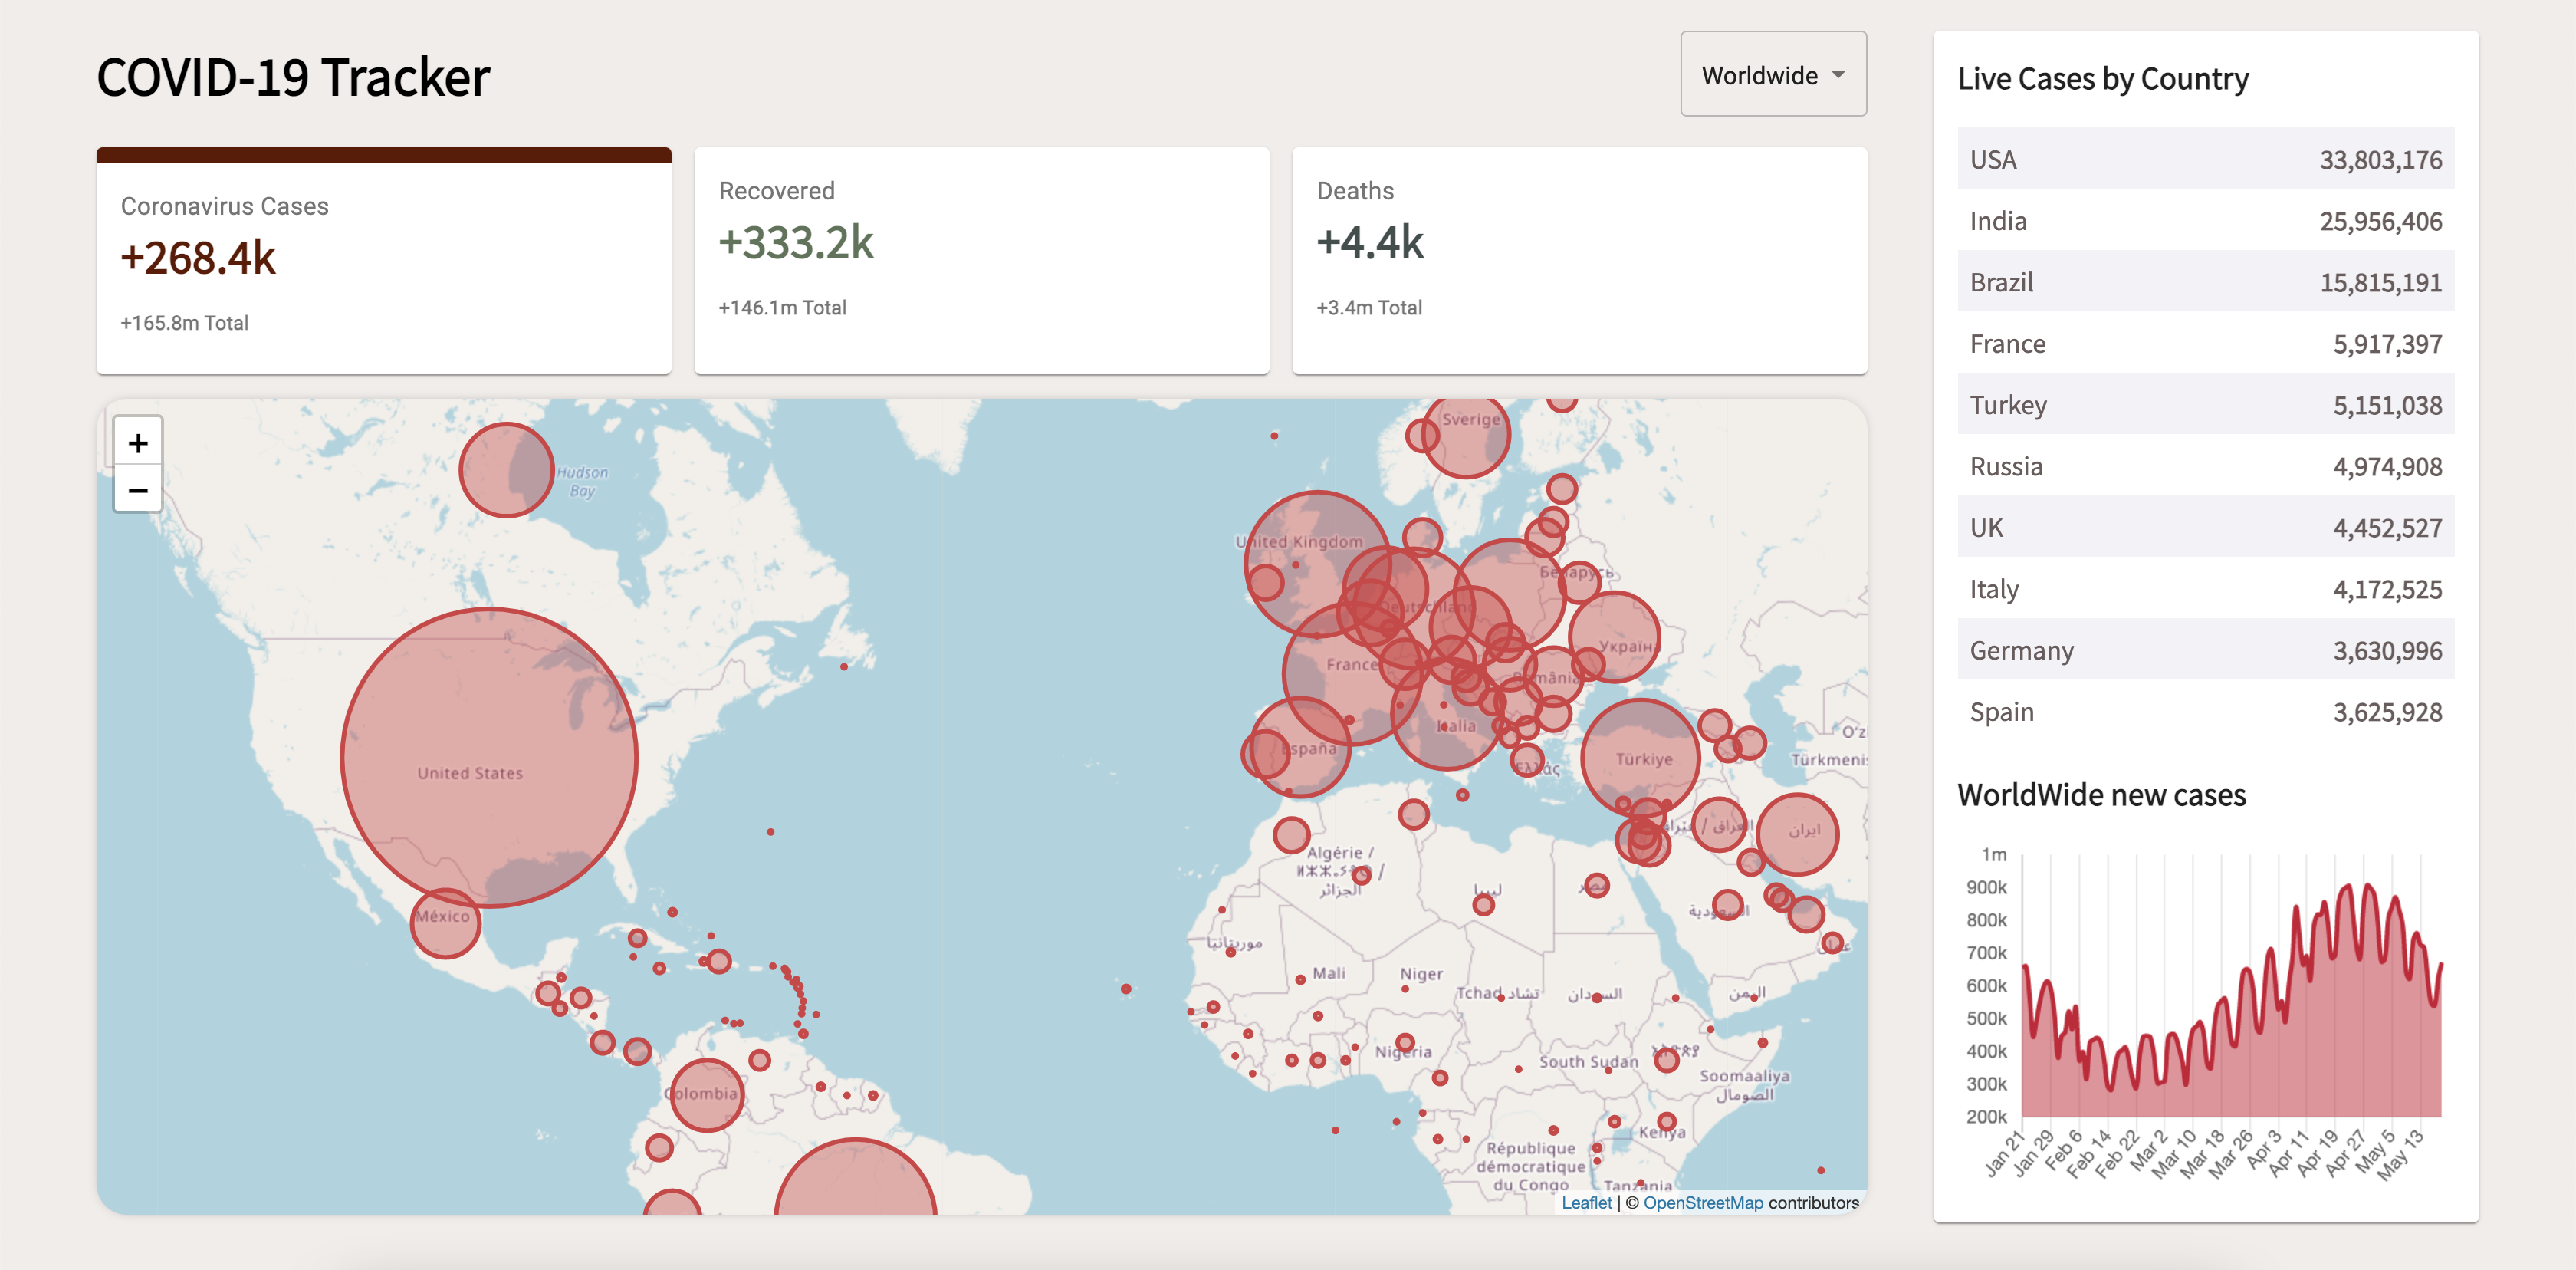 COVID-19 Tracker
Worldwide
Coronavirus Cases
+268.4k
+165.8m Total
Recovered
+333.2k
+146.1m Total
Deaths
+4.4k
+3.4m Total
+
−
Hudson
Bay
United States
México
Colombia
Sverige
United Kingdom
Беларусь
Deutschland
Україна
France
România
Italia
España
Ελλάς
Türkiye
O'z
Türkmeni
ایران
Algérie /
الجزائر
ليبيا
مصر
السعودية
عمان
موريتانيا
Mali
Niger
Tchad تشاد
السودان
اليمن
Nigeria
South Sudan
Soomaaliya
الصومال
Kenya
République
démocratique
du Congo
Tanzania
Leaflet | © OpenStreetMap contributors
Live Cases by Country
USA 33,803,176
India 25,956,406
Brazil 15,815,191
France 5,917,397
Turkey 5,151,038
Russia 4,974,908
UK 4,452,527
Italy 4,172,525
Germany 3,630,996
Spain 3,625,928
WorldWide new cases
1m
900k
800k
700k
600k
500k
400k
300k
200k
Jan 21
Jan 29
Feb 6
Feb 14
Feb 22
Mar 2
Mar 10
Mar 18
Mar 26
Apr 3
Apr 11
Apr 19
Apr 27
May 5
May 13